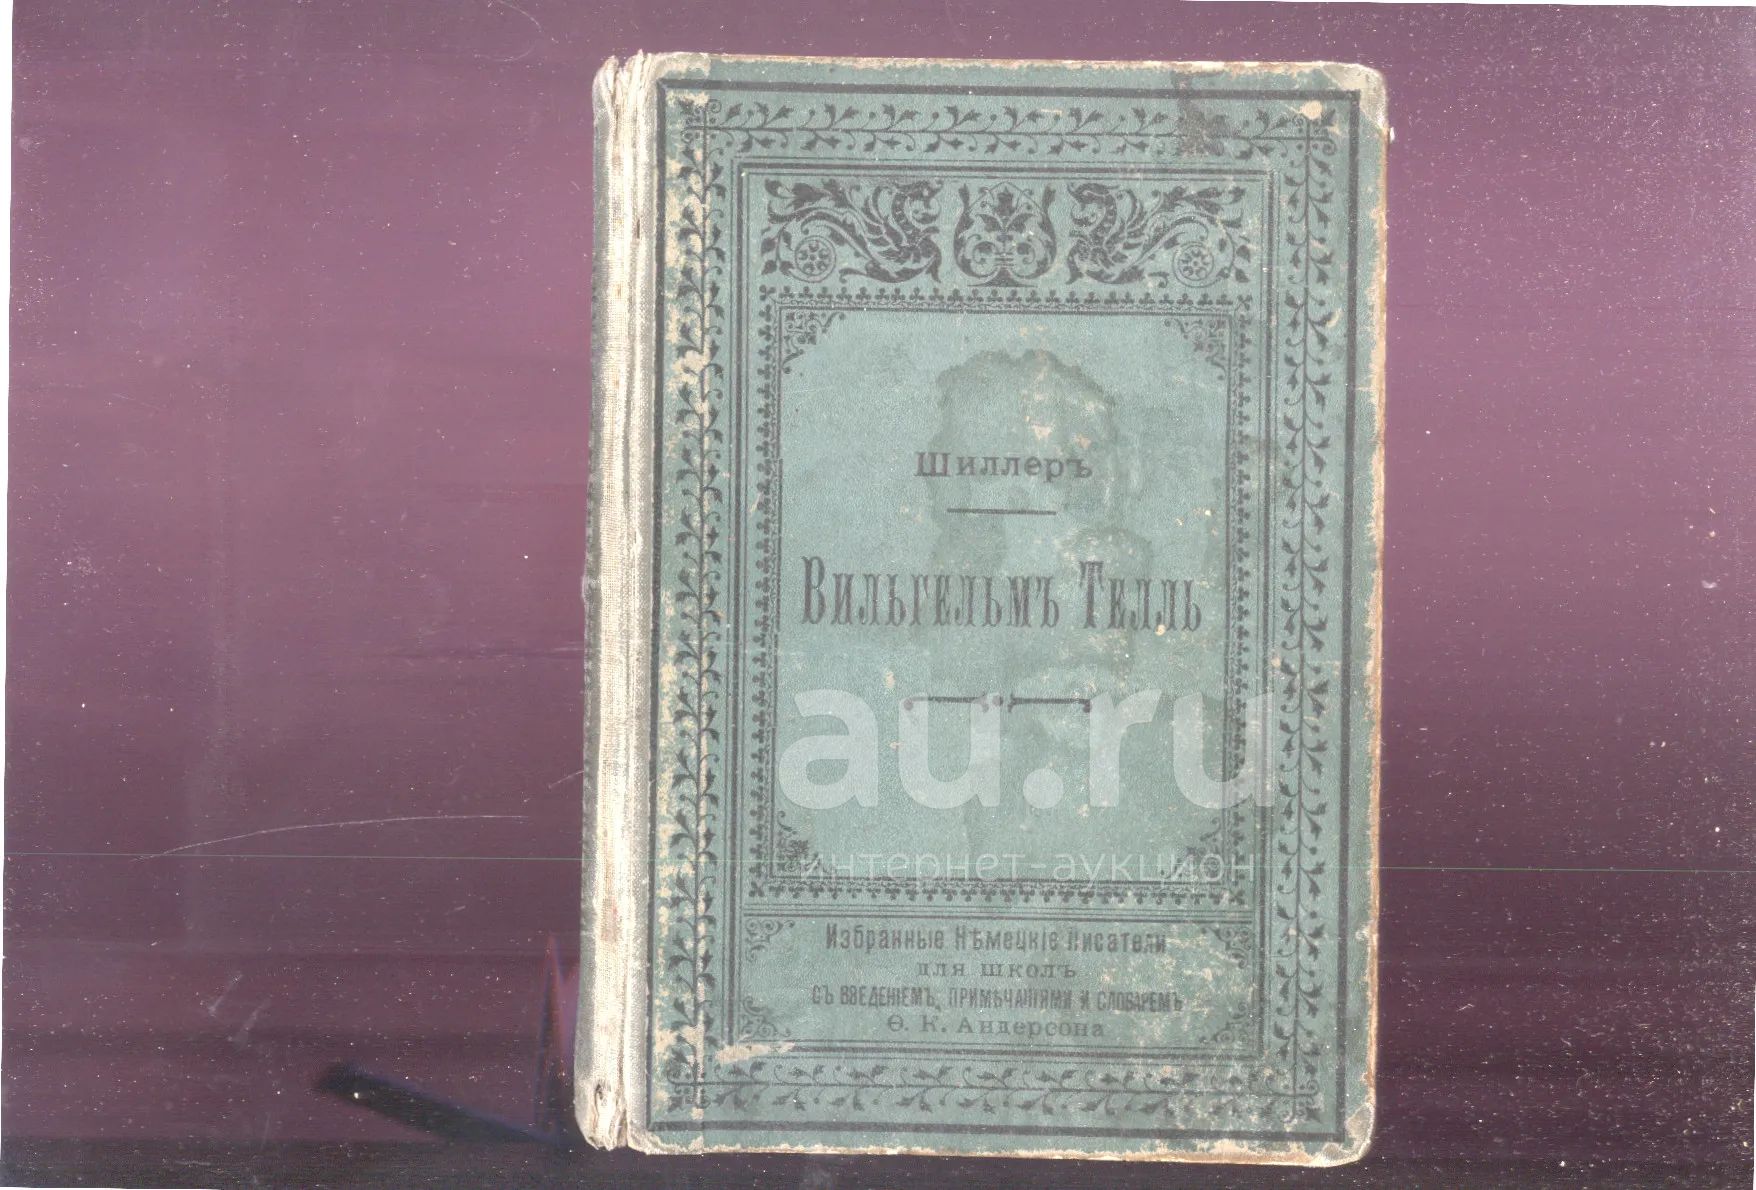 Шиллеръ
Вильгельмъ Телль
au.ru
интернет-аукцион
Избранные Нѣмецкіе писатели
для школъ
съ введеніемъ, примѣчаніями и словаремъ
Ѳ. К. Андерсона